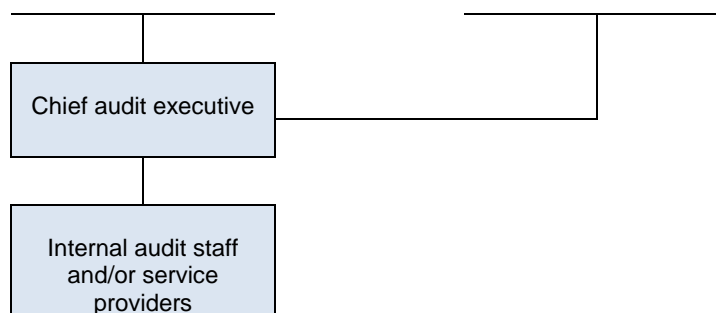 Chief audit executive
Internal audit staff
and/or service
providers